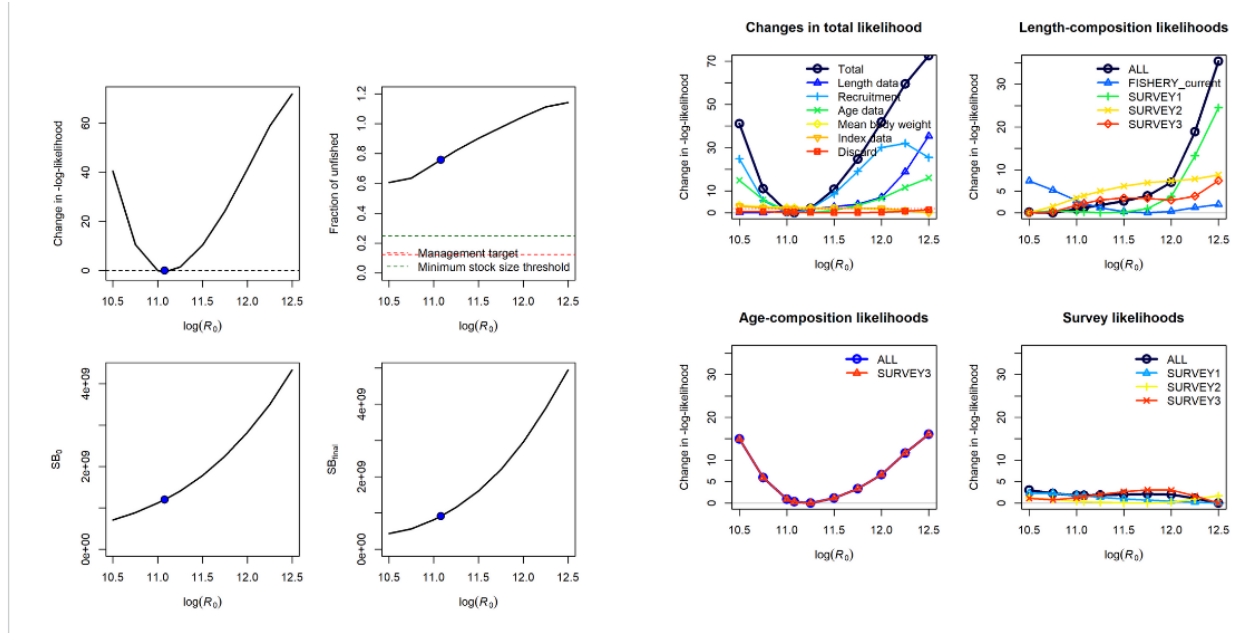 Changes in total likelihood
Length-composition likelihoods
Change in -log-likelihood
0 20 40 60
10.5 11.0 11.5 12.0 12.5
log(R0)
Fraction of unfished
0.0 0.2 0.4 0.6 0.8 1.0 1.2
Management target
Minimum stock size threshold
10.5 11.0 11.5 12.0 12.5
log(R0)
Change in -log-likelihood
0 10 30 50 70
Total
Length data
Recruitment
Age data
Mean body weight
Index data
Discard
10.5 11.0 11.5 12.0 12.5
log(R0)
Change in -log-likelihood
0 5 10 15 20 30
ALL
FISHERY_current
SURVEY1
SURVEY2
SURVEY3
10.5 11.0 11.5 12.0 12.5
log(R0)
SB0
0e+00 2e+09 4e+09
10.5 11.0 11.5 12.0 12.5
log(R0)
SBfinal
0e+00 2e+09 4e+09
10.5 11.0 11.5 12.0 12.5
log(R0)
Age-composition likelihoods
Change in -log-likelihood
0 5 10 15 20 30
ALL
SURVEY3
10.5 11.0 11.5 12.0 12.5
log(R0)
Survey likelihoods
Change in -log-likelihood
0 5 10 15 20 30
ALL
SURVEY1
SURVEY2
SURVEY3
10.5 11.0 11.5 12.0 12.5
log(R0)